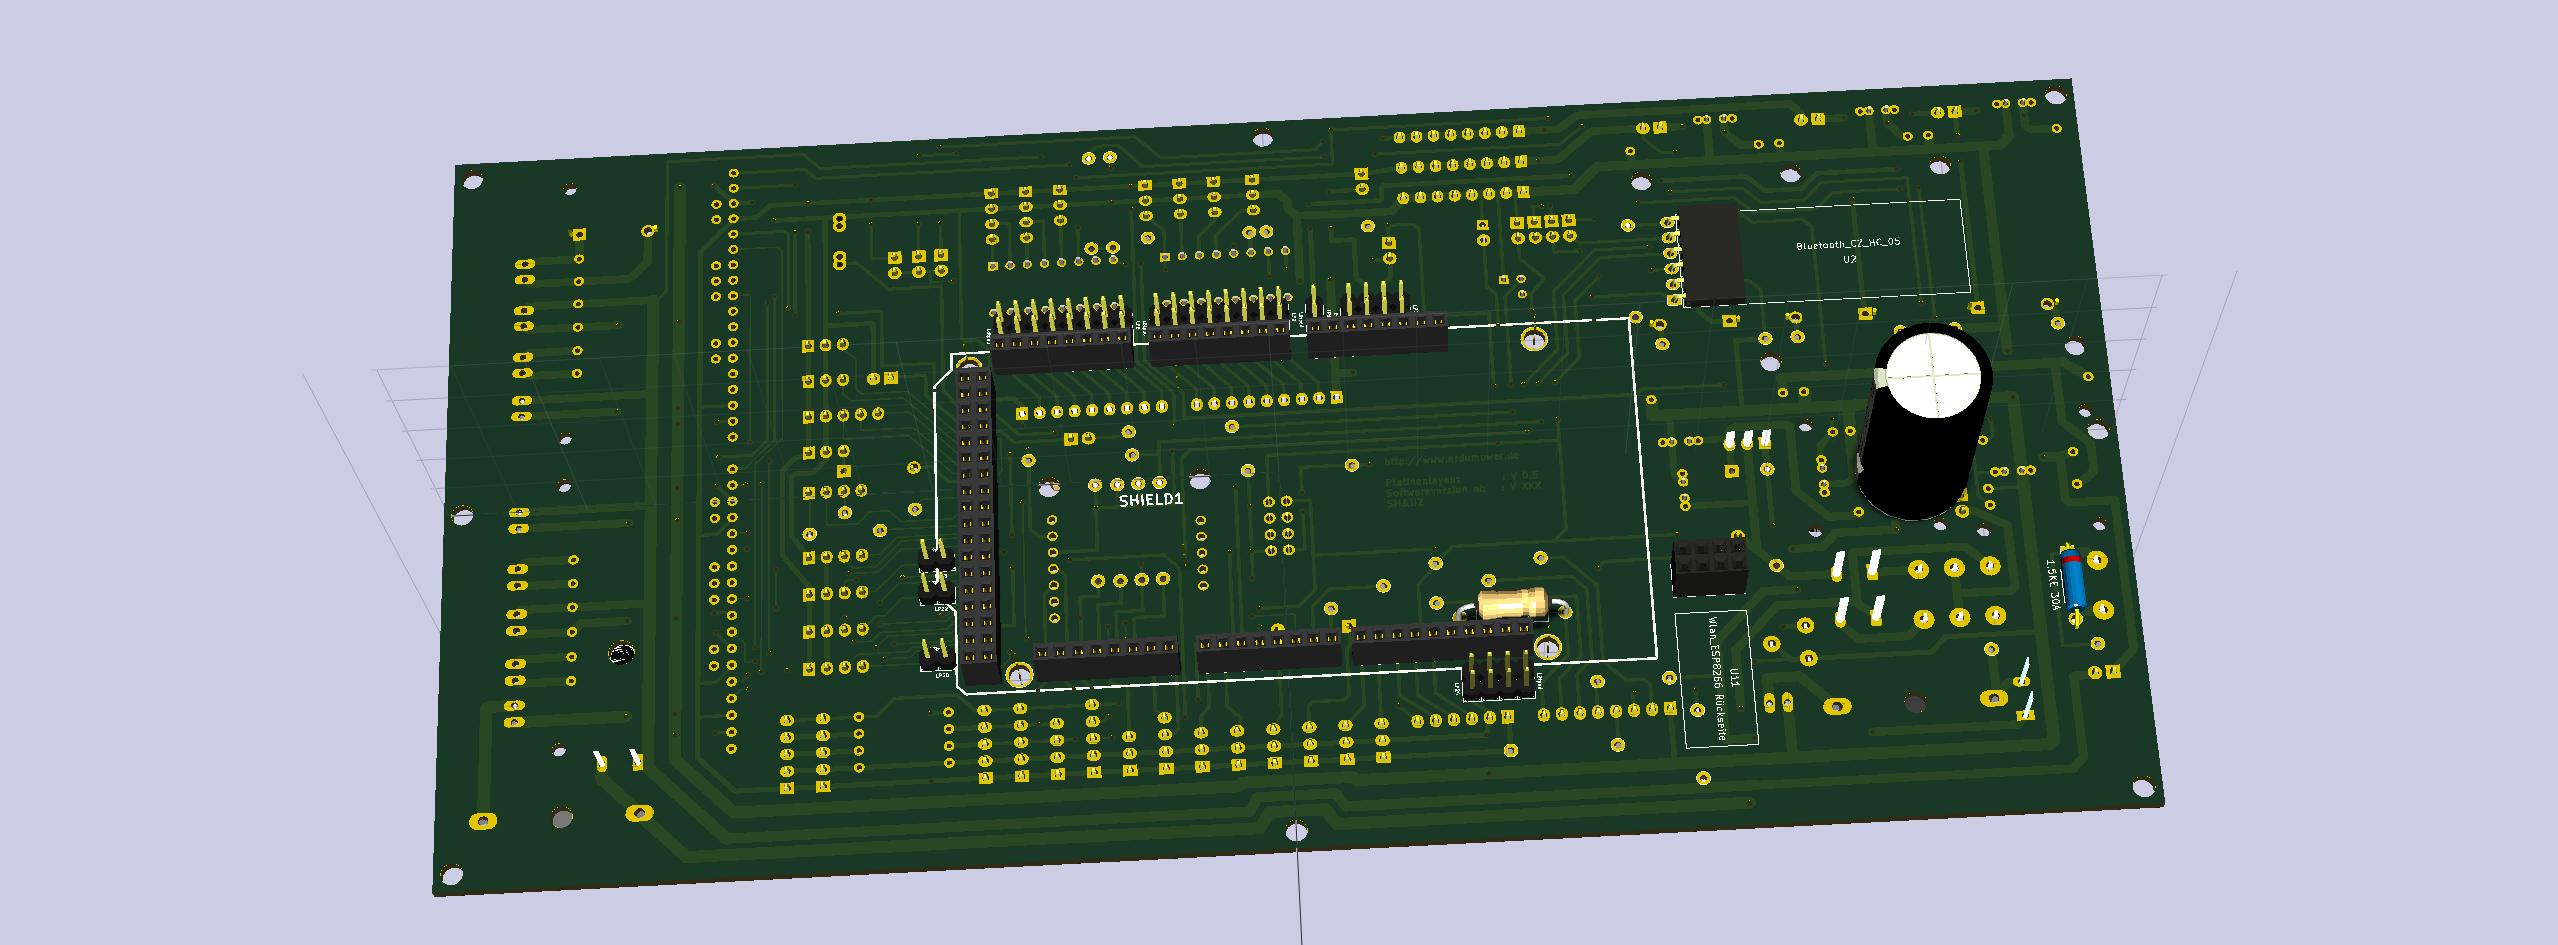 Bluetooth_CZ_HC_05
U2
http://www.ardumower.de
Platinenlayout : V 0.5
Softwareversion ab : V XXX
SHIELD1
1.5KE 30A
U11
Wlan_ESP8266 Rückseite